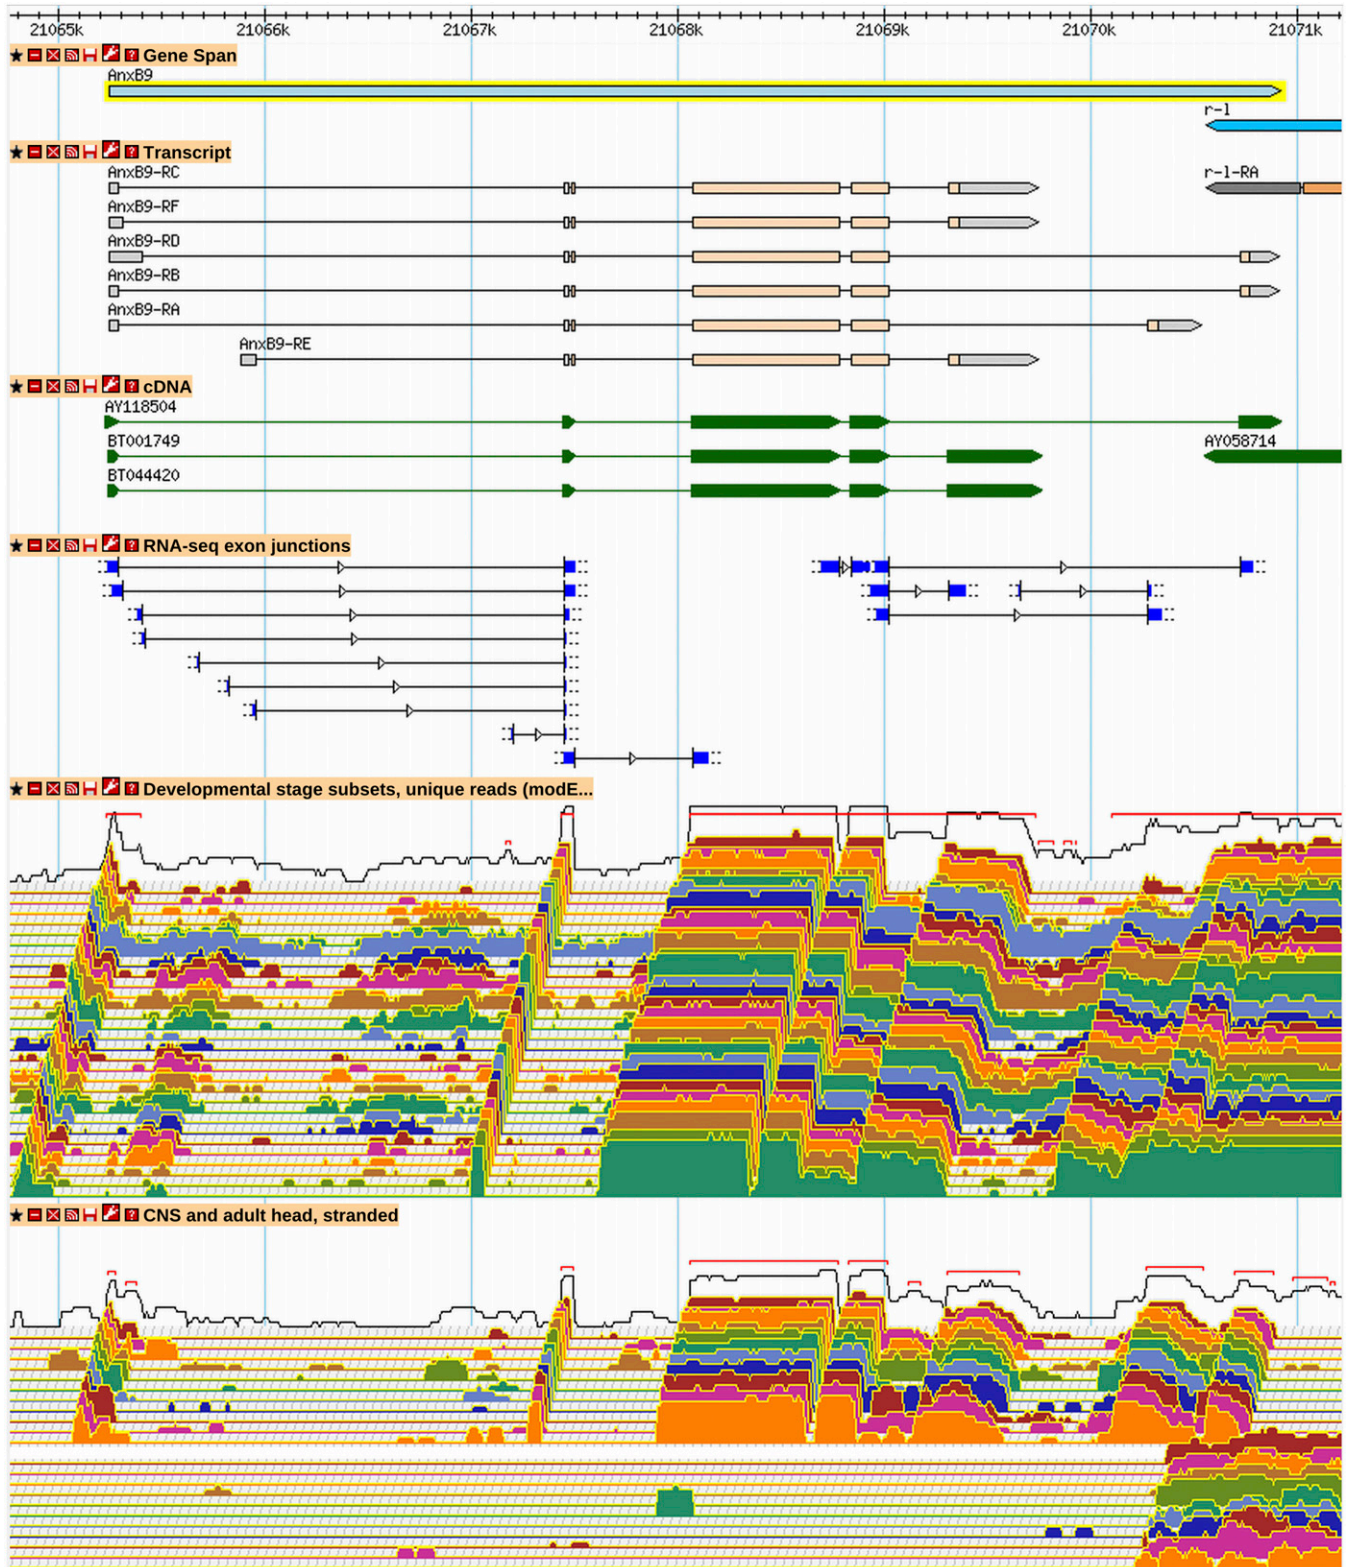 21065k 21066k 21067k 21068k 21069k 21070k 21071k
Gene Span
AnxB9
r-l
Transcript
AnxB9-RC r-l-RA
AnxB9-RF
AnxB9-RD
AnxB9-RB
AnxB9-RA
AnxB9-RE
cDNA
AY118504
BT001749 AY058714
BT044420
RNA-seq exon junctions
Developmental stage subsets, unique reads (modE...
CNS and adult head, stranded